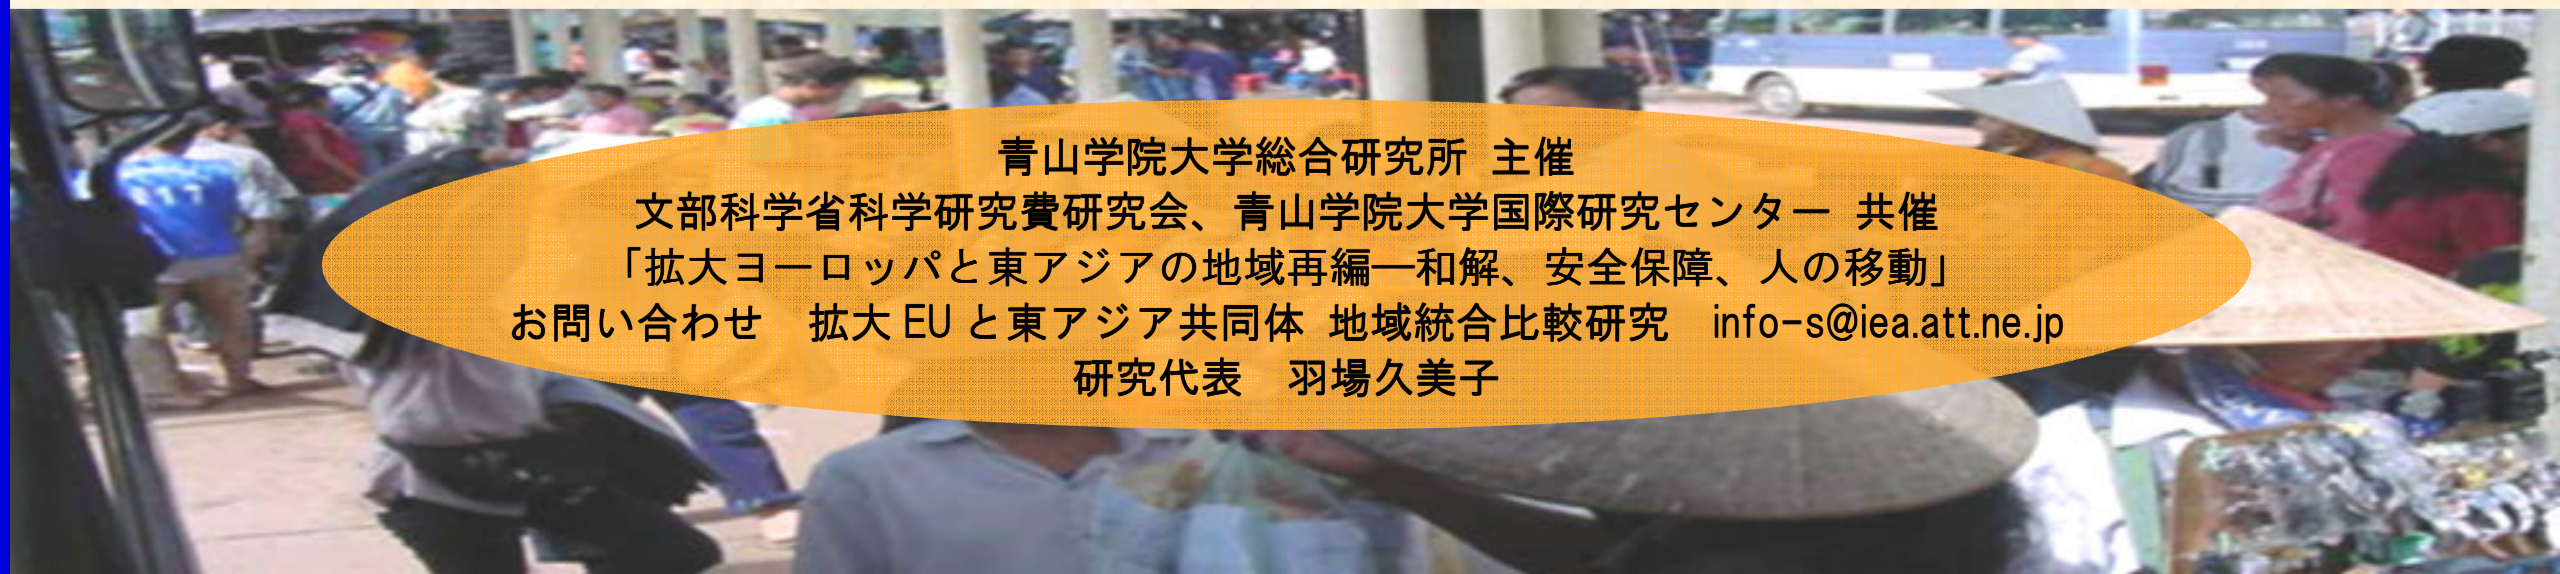 青山学院大学総合研究所 主催
文部科学省科学研究費研究会、青山学院大学国際研究センター 共催
「拡大ヨーロッパと東アジアの地域再編―和解、安全保障、人の移動」
お問い合わせ　拡大 EU と東アジア共同体 地域統合比較研究　info-s@iea.att.ne.jp
研究代表　羽場久美子